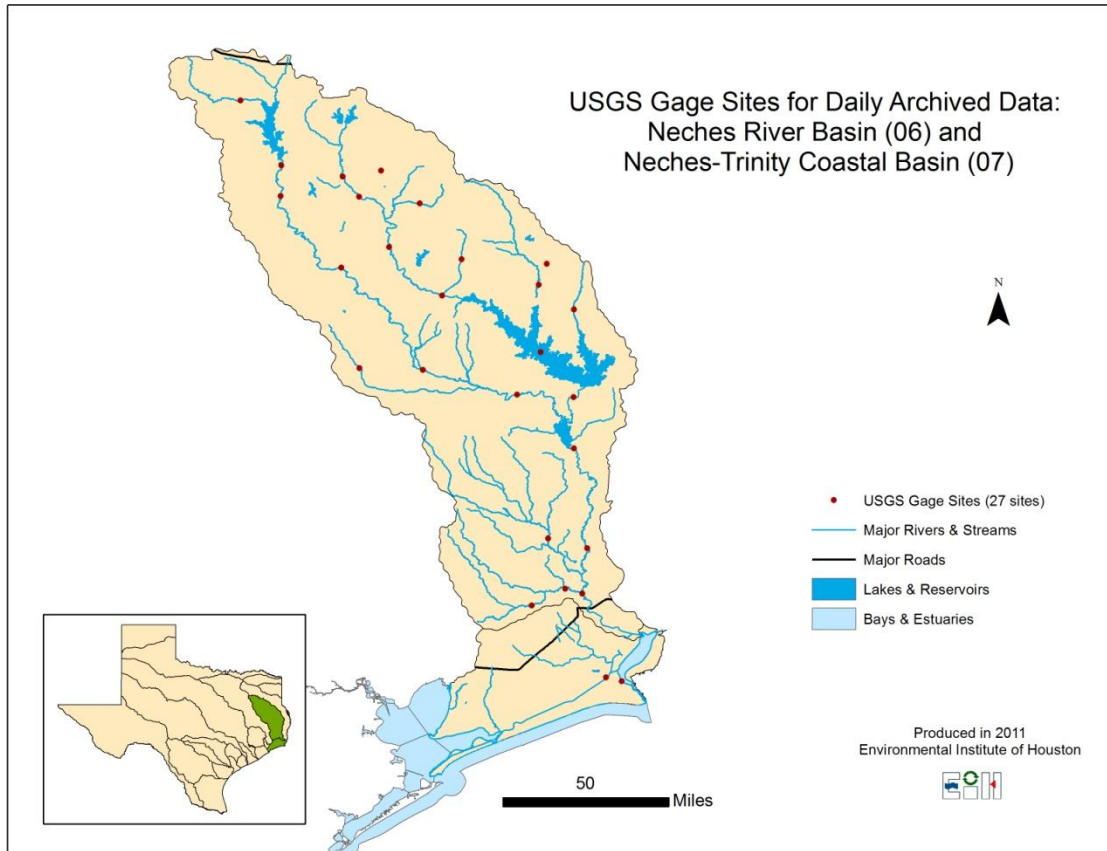 USGS Gage Sites for Daily Archived Data:
Neches River Basin (06) and
Neches-Trinity Coastal Basin (07)
N
USGS Gage Sites (27 sites)
Major Rivers & Streams
Major Roads
Lakes & Reservoirs
Bays & Estuaries
Produced in 2011
Environmental Institute of Houston
EIH
50
Miles